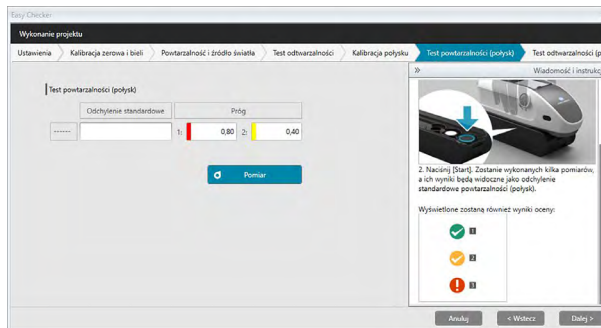 Easy Checker
Wykonanie projektu
Ustawienia
Kalibracja zerowa i bieli
Powtarzalność i źródło światła
Test odtwarzalności
Kalibracja połysku
Test powtarzalności (połysk)
Test odtwarzalności (p
» Wiadomość i instrukcj
Test powtarzalności (połysk)
Odchylenie standardowe
Próg
------
1: 0,80 2: 0,40
Pomiar
2. Naciśnij [Start]. Zostanie wykonanych kilka pomiarów,
a ich wyniki będą widoczne jako odchylenie
standardowe powtarzalności (połysk).
Wyświetlone zostaną również wyniki oceny:
1
2
3
Anuluj
< Wstecz
Dalej >